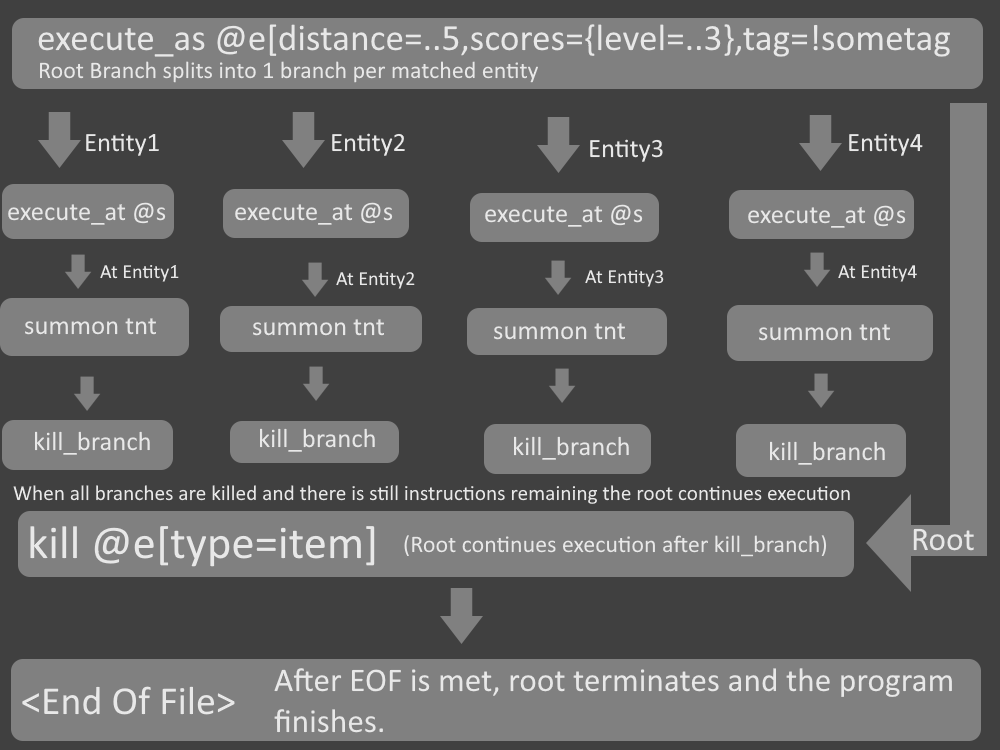 execute_as @e[distance=..5,scores={level=..3},tag=!sometag
Root Branch splits into 1 branch per matched entity
Entity1
Entity2
Entity3
Entity4
execute_at @s
execute_at @s
execute_at @s
execute_at @s
At Entity1
At Entity2
At Entity3
At Entity4
summon tnt
summon tnt
summon tnt
summon tnt
kill_branch
kill_branch
kill_branch
kill_branch
When all branches are killed and there is still instructions remaining the root continues execution
kill @e[type=item] (Root continues execution after kill_branch)
Root
<End Of File>
After EOF is met, root terminates and the program
finishes.